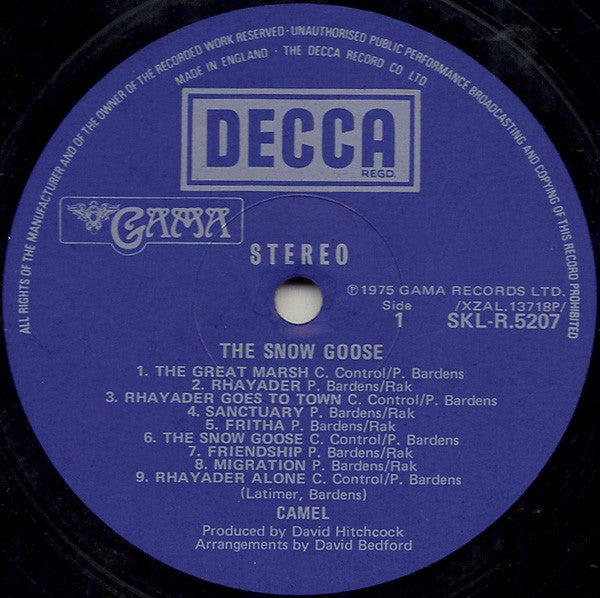 ALL RIGHTS OF THE MANUFACTURER AND OF THE OWNER OF THE RECORDED WORK RESERVED · UNAUTHORISED PUBLIC PERFORMANCE BROADCASTING AND COPYING OF THIS RECORD PROHIBITED
MADE IN ENGLAND · THE DECCA RECORD CO LTD
DECCA
REGD.
GAMA
STEREO
℗1975 GAMA RECORDS LTD.
Side /XZAL.13718P/
1 SKL-R.5207
THE SNOW GOOSE
1. THE GREAT MARSH C. Control/P. Bardens
2. RHAYADER P. Bardens/Rak
3. RHAYADER GOES TO TOWN C. Control/P. Bardens
4. SANCTUARY P. Bardens/Rak
5. FRITHA P. Bardens/Rak
6. THE SNOW GOOSE C. Control/P. Bardens
7. FRIENDSHIP P. Bardens/Rak
8. MIGRATION P. Bardens/Rak
9. RHAYADER ALONE C. Control/P. Bardens
(Latimer, Bardens)
CAMEL
Produced by David Hitchcock
Arrangements by David Bedford